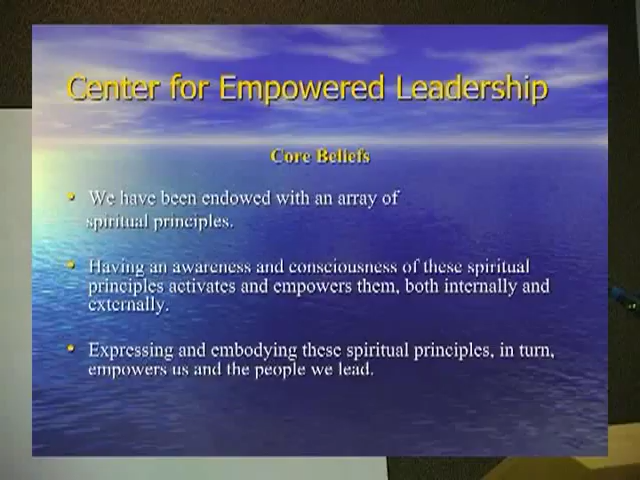 Center for Empowered Leadership
Core Beliefs
• We have been endowed with an array of
spiritual principles.
• Having an awareness and consciousness of these spiritual
principles activates and empowers them, both internally and
externally.
• Expressing and embodying these spiritual principles, in turn,
empowers us and the people we lead.